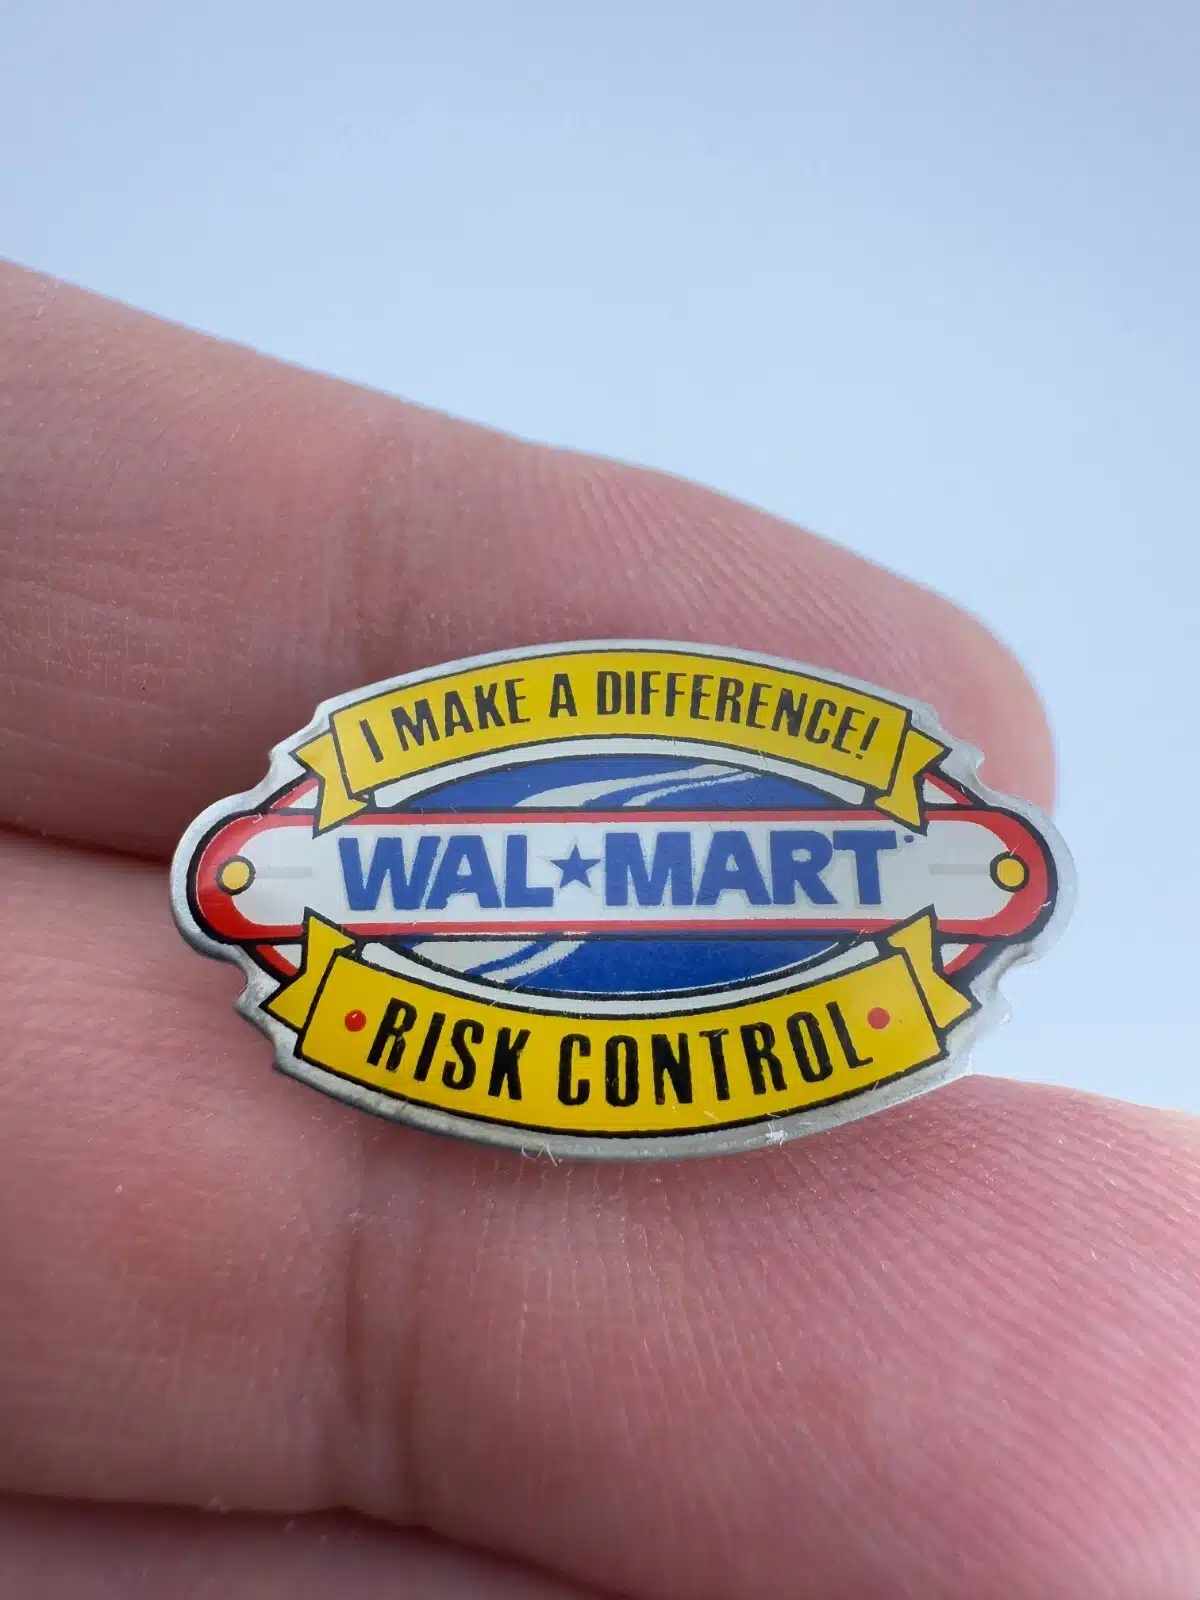 I MAKE A DIFFERENCE!
WAL★MART
• RISK CONTROL •